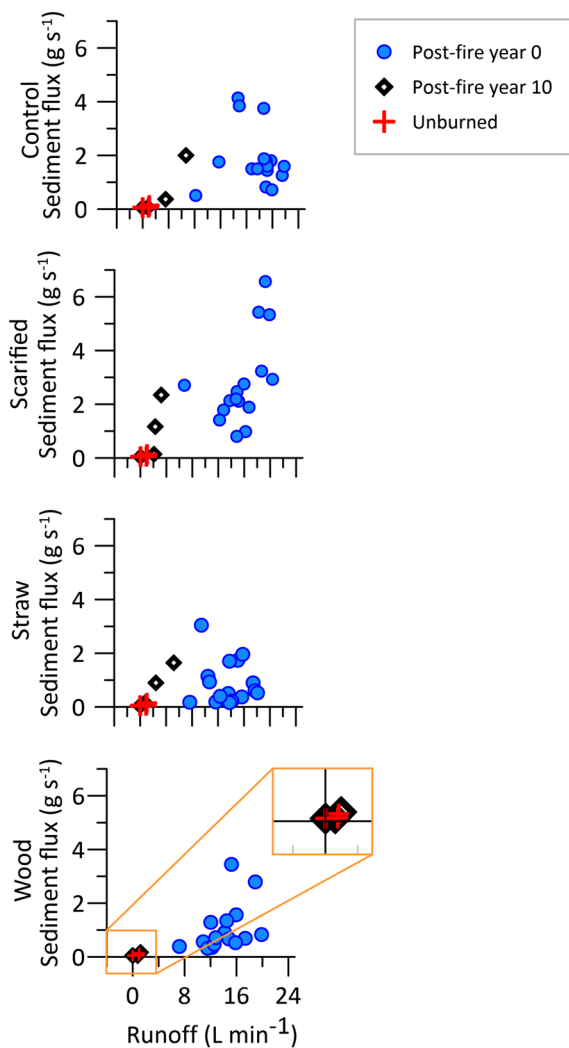 Post-fire year 0
Post-fire year 10
Unburned
Control
Sediment flux (g s⁻¹)
6
4
2
0
Scarified
Sediment flux (g s⁻¹)
6
4
2
0
Straw
Sediment flux (g s⁻¹)
6
4
2
0
Wood
Sediment flux (g s⁻¹)
6
4
2
0
0 8 16 24
Runoff (L min⁻¹)